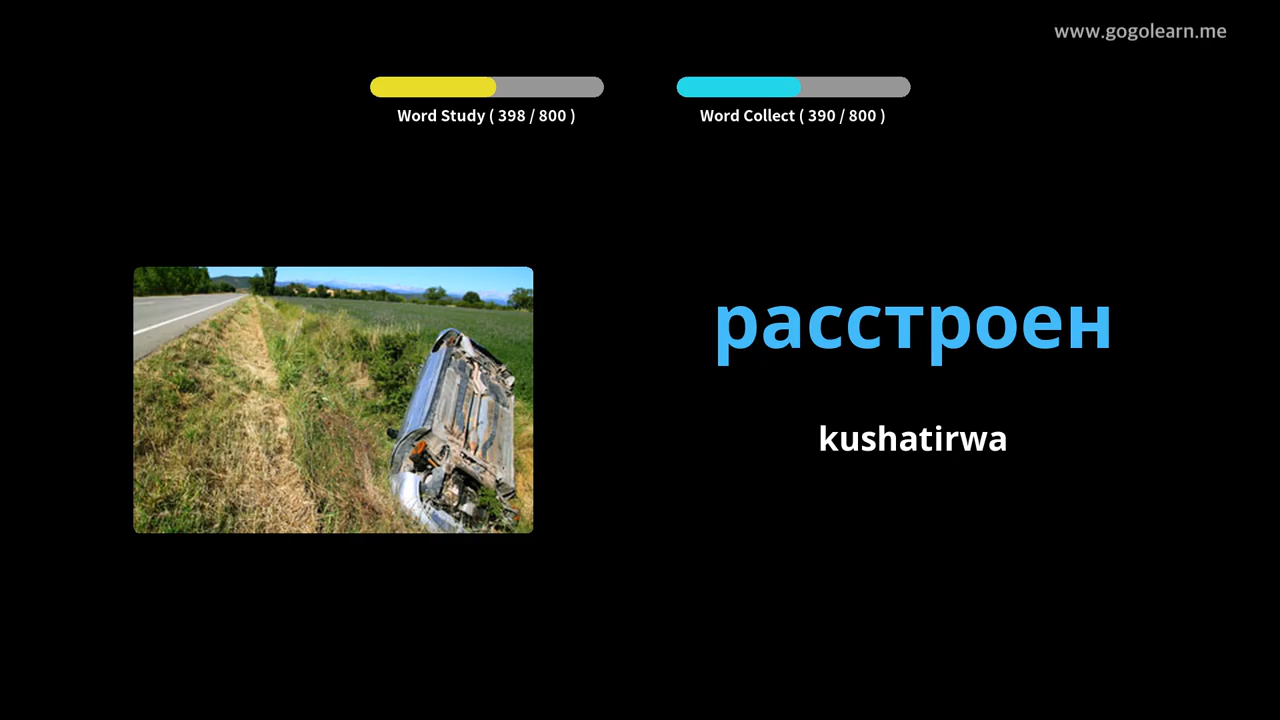 www.gogolearn.me
Word Study ( 398 / 800 )
Word Collect ( 390 / 800 )
расстроен
kushatirwa